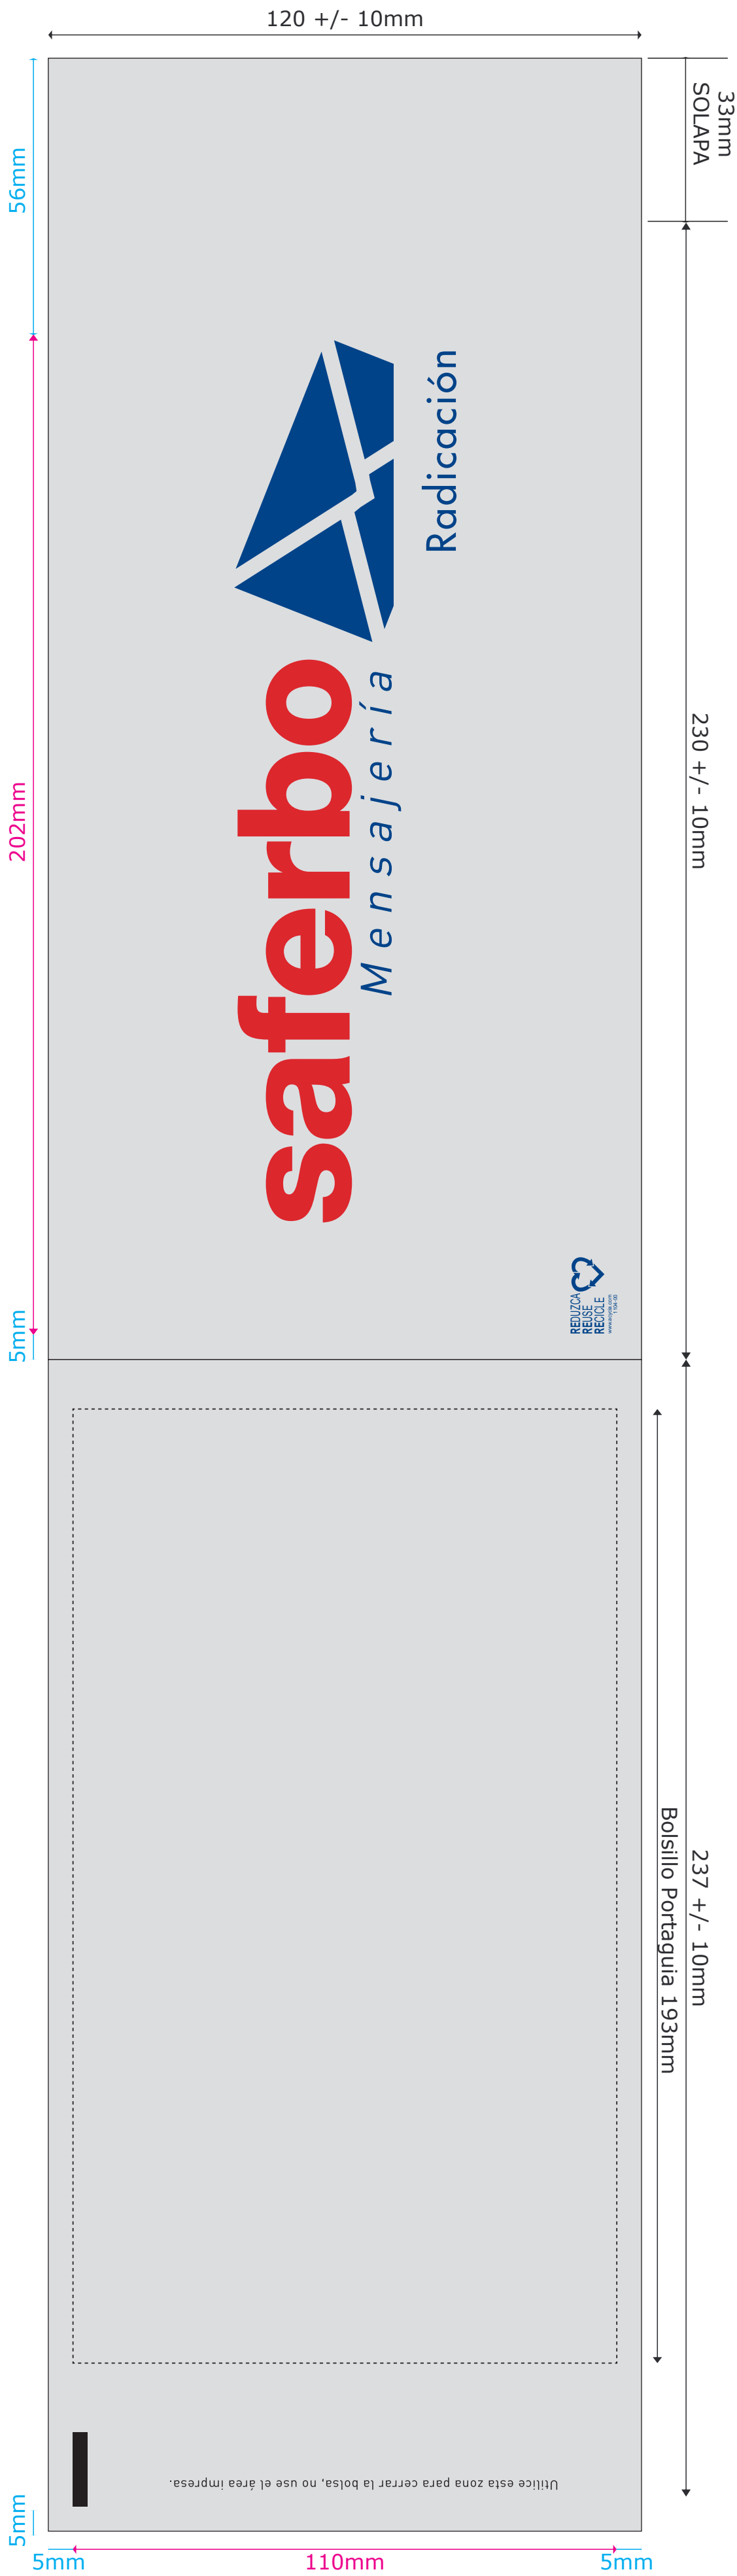 120 +/- 10mm
33mm
SOLAPA
56mm
Radicación
230 +/- 10mm
202mm
saferbo
Mensajería
REDUZCA
REUSE
RECICLE
5mm
237 +/- 10mm
Bolsillo Portaguia 193mm
Utilice esta zona para cerrar la bolsa, no use el área impresa.
5mm
5mm
110mm
5mm